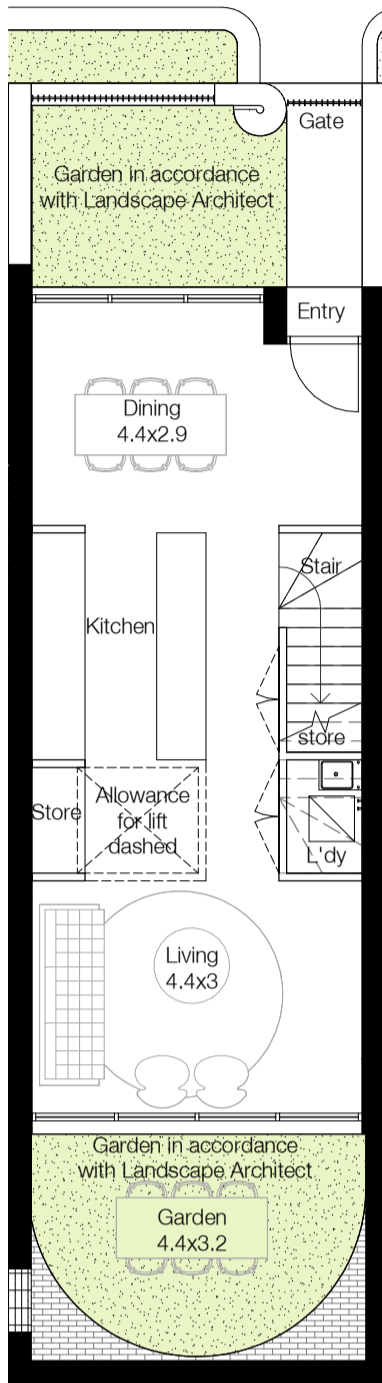 Gate
Garden in accordance
with Landscape Architect
Entry
Dining
4.4x2.9
Stair
Kitchen
store
Store
Allowance
for lift
dashed
L'dy
Living
4.4x3
Garden in accordance
with Landscape Architect
Garden
4.4x3.2